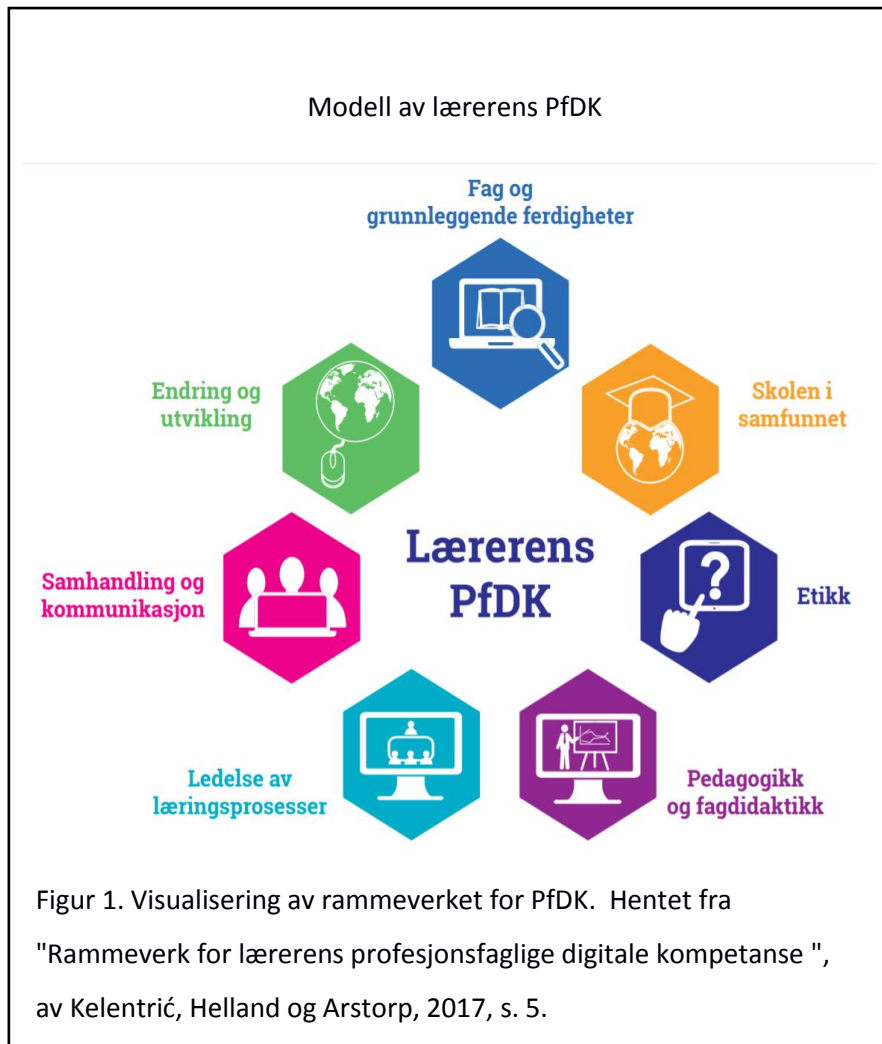 Modell av lærerens PfDK
Fag og
grunnleggende ferdigheter
Skolen i
samfunnet
Etikk
Pedagogikk
og fagdidaktikk
Ledelse av
læringsprosesser
Samhandling og
kommunikasjon
Endring og
utvikling
Lærerens
PfDK
?
Figur 1. Visualisering av rammeverket for PfDK.  Hentet fra
"Rammeverk for lærerens profesjonsfaglige digitale kompetanse ",
av Kelentrić, Helland og Arstorp, 2017, s. 5.